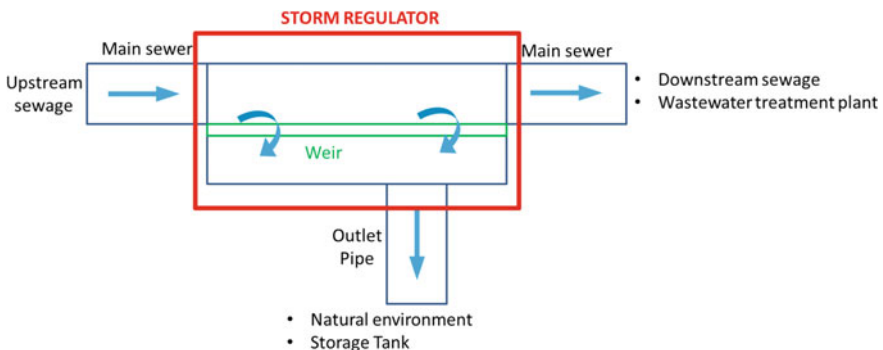 STORM REGULATOR
Main sewer
Main sewer
Upstream
sewage
• Downstream sewage
• Wastewater treatment plant
Weir
Outlet
Pipe
• Natural environment
• Storage Tank